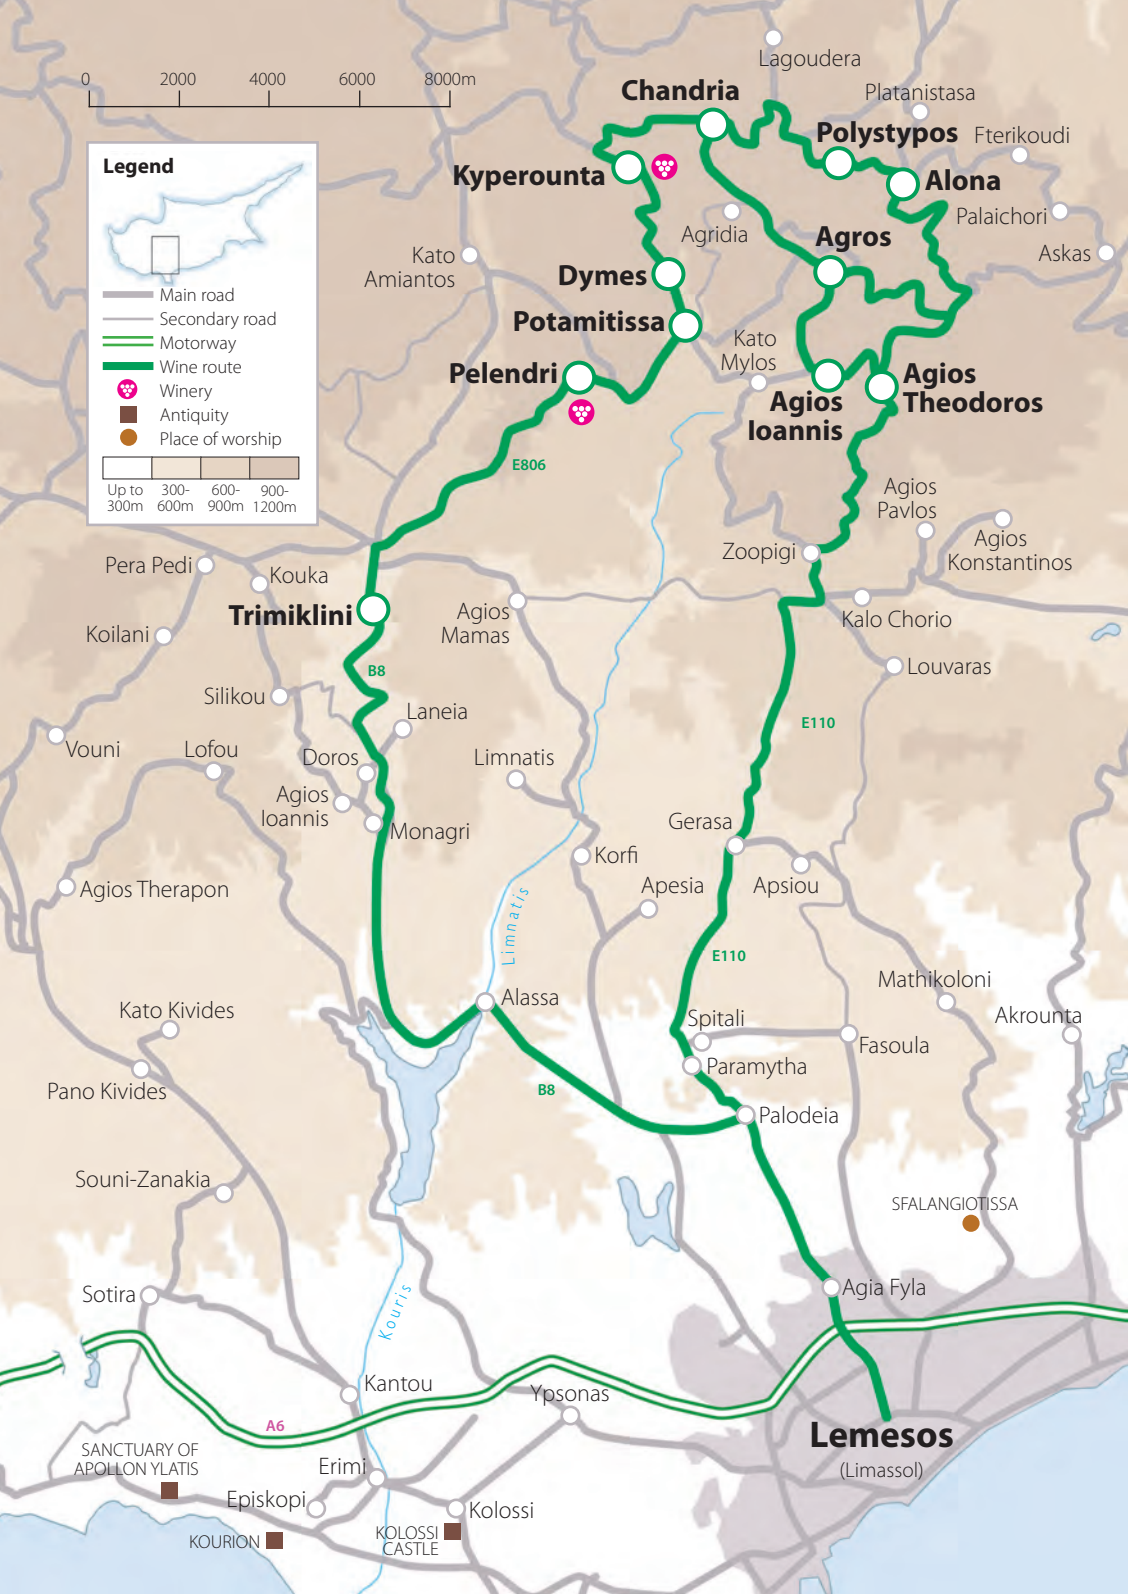 0
2000
4000
6000
8000m
Lagoudera
Chandria
Platanistasa
Polystypos
Fterikoudi
Legend
Kyperounta
Alona
Palaichori
Agridia
Agros
Askas
Kato
Amiantos
Dymes
Main road
Secondary road
Motorway
Wine route
Winery
Antiquity
Place of worship
Up to
300m
300-
600m
600-
900m
900-
1200m
Potamitissa
Kato
Mylos
Pelendri
Agios
Theodoros
Agios
Ioannis
E806
Agios
Pavlos
Agios
Konstantinos
Zoopigi
Pera Pedi
Kouka
Trimiklini
Agios
Mamas
Kalo Chorio
Koilani
B8
Louvaras
Silikou
Laneia
E110
Vouni
Lofou
Doros
Limnatis
Agios
Ioannis
Monagri
Gerasa
Korfi
Apesia
Apsiou
Agios Therapon
Limnatis
E110
Mathikoloni
Alassa
Kato Kivides
Spitali
Akrounta
Fasoula
Paramytha
Pano Kivides
B8
Palodeia
Souni-Zanakia
SFALANGIOTISSA
Sotira
Agia Fyla
Kouris
Kantou
Ypsonas
A6
Lemesos
(Limassol)
SANCTUARY OF
APOLLON YLATIS
Erimi
Episkopi
Kolossi
KOURION
KOLOSSI
CASTLE